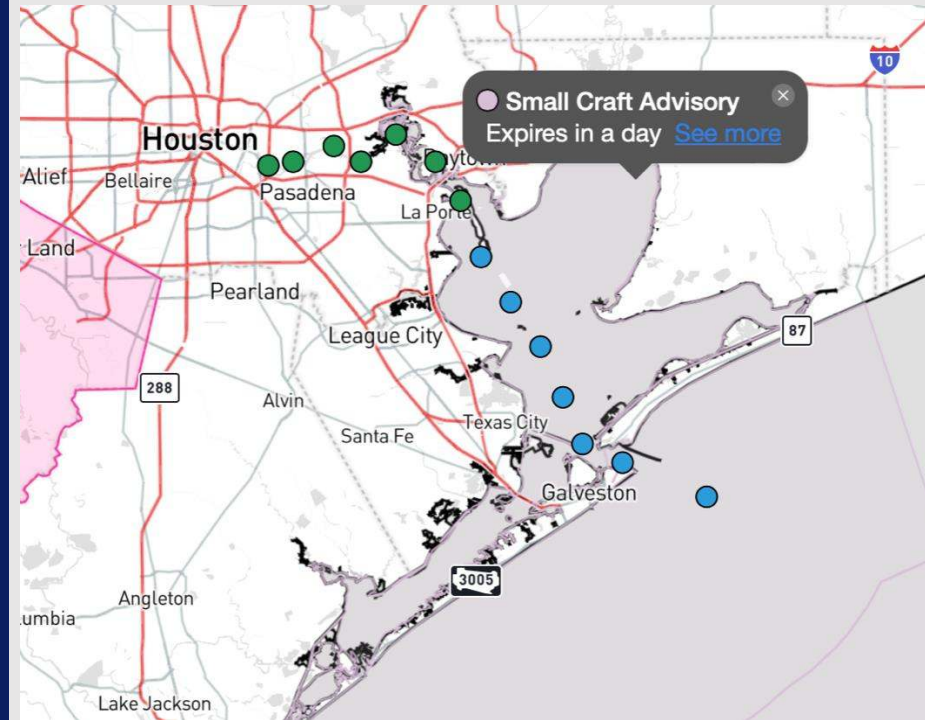 10
Small Craft Advisory
Expires in a day See more
Houston
Alief
Bellaire
Pasadena
La Porte
Land
Pearland
League City
87
288
Alvin
Texas City
Santa Fe
Galveston
3005
Angleton
umbia
Lake Jackson